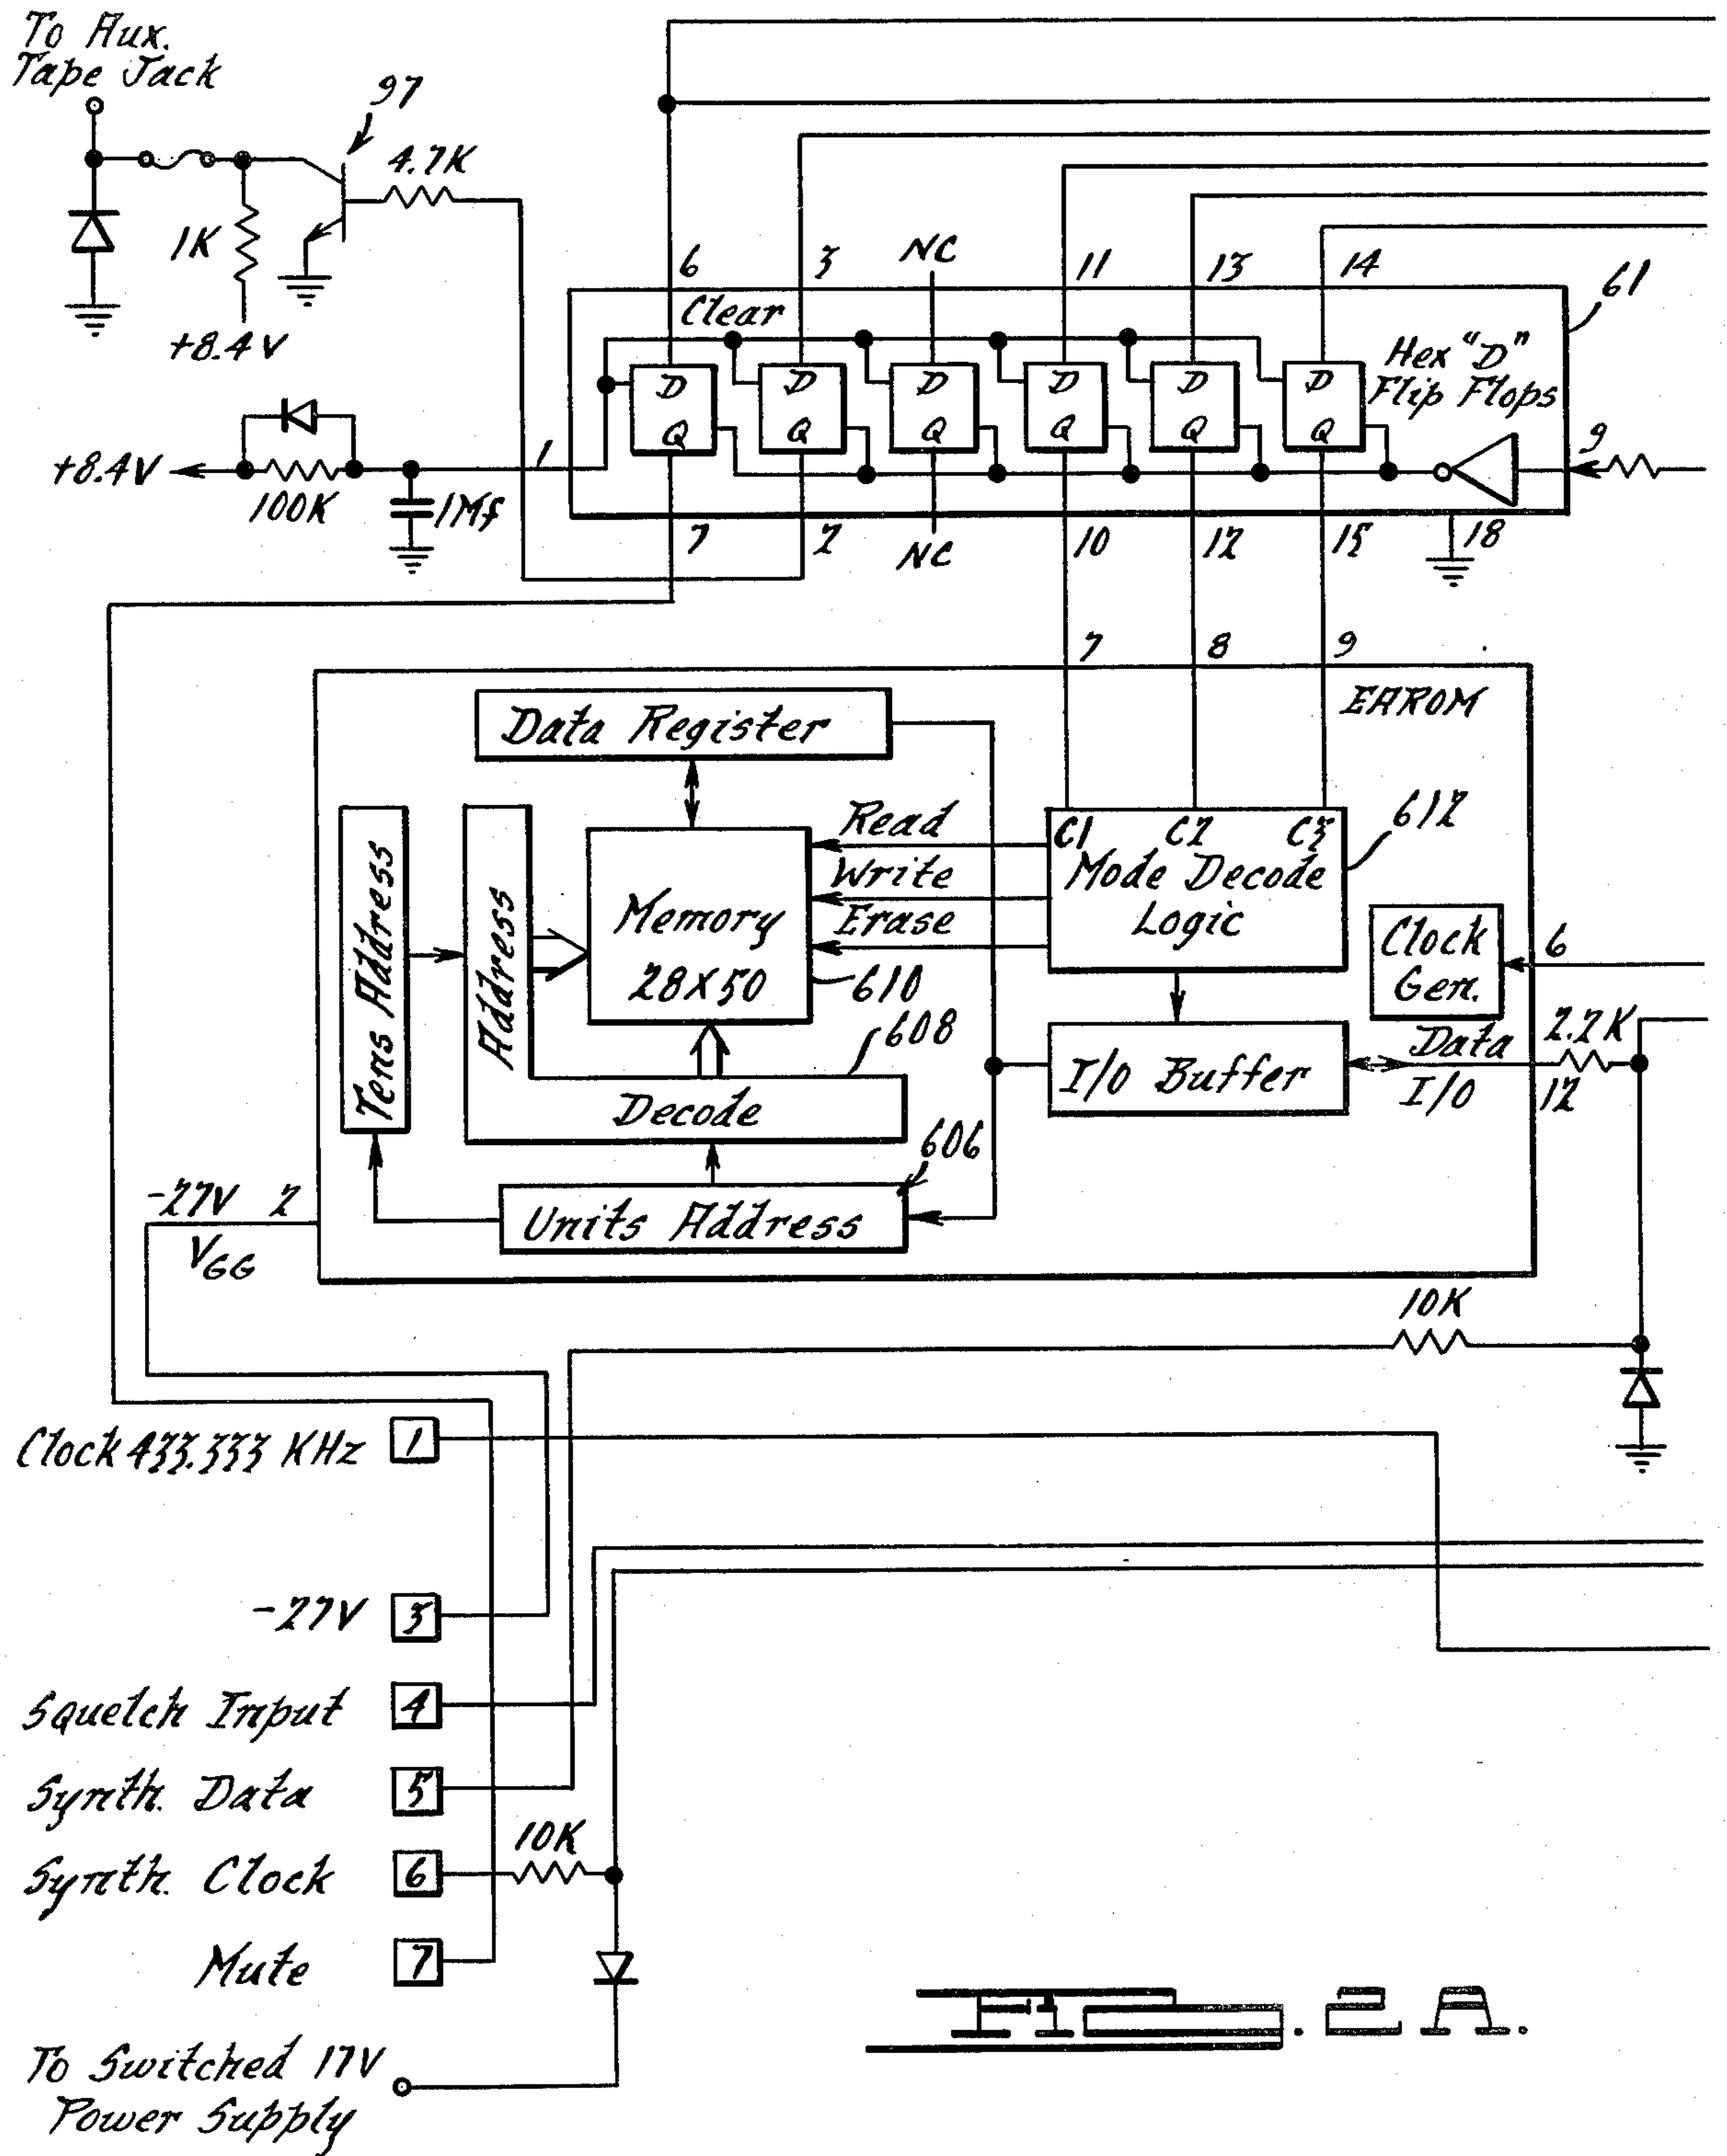 To Aux.
Tape Jack
97
4.7K
1K
+8.4V
6
3
NC
11
13
14
61
Clear
Hex "D"
Flip Flops
D
D
D
D
D
D
Q
Q
Q
Q
Q
Q
9
+8.4V
100K
1Mf
1
7
2
NC
10
12
15
18
7
8
9
EAROM
Data Register
Read
Write
Erase
C1
C2
C3
Mode Decode
Logic
612
Tens Address
Address
Memory
28X50
610
608
Clock
Gen.
6
Decode
I/O Buffer
Data
I/O
2.2K
12
606
-27V
2
VGG
Units Address
10K
Clock 433.333 KHz
1
-27V
3
Squelch Input
4
Synth. Data
5
Synth. Clock
6
10K
Mute
7
To Switched 17V
Power Supply
FIG. 2A.